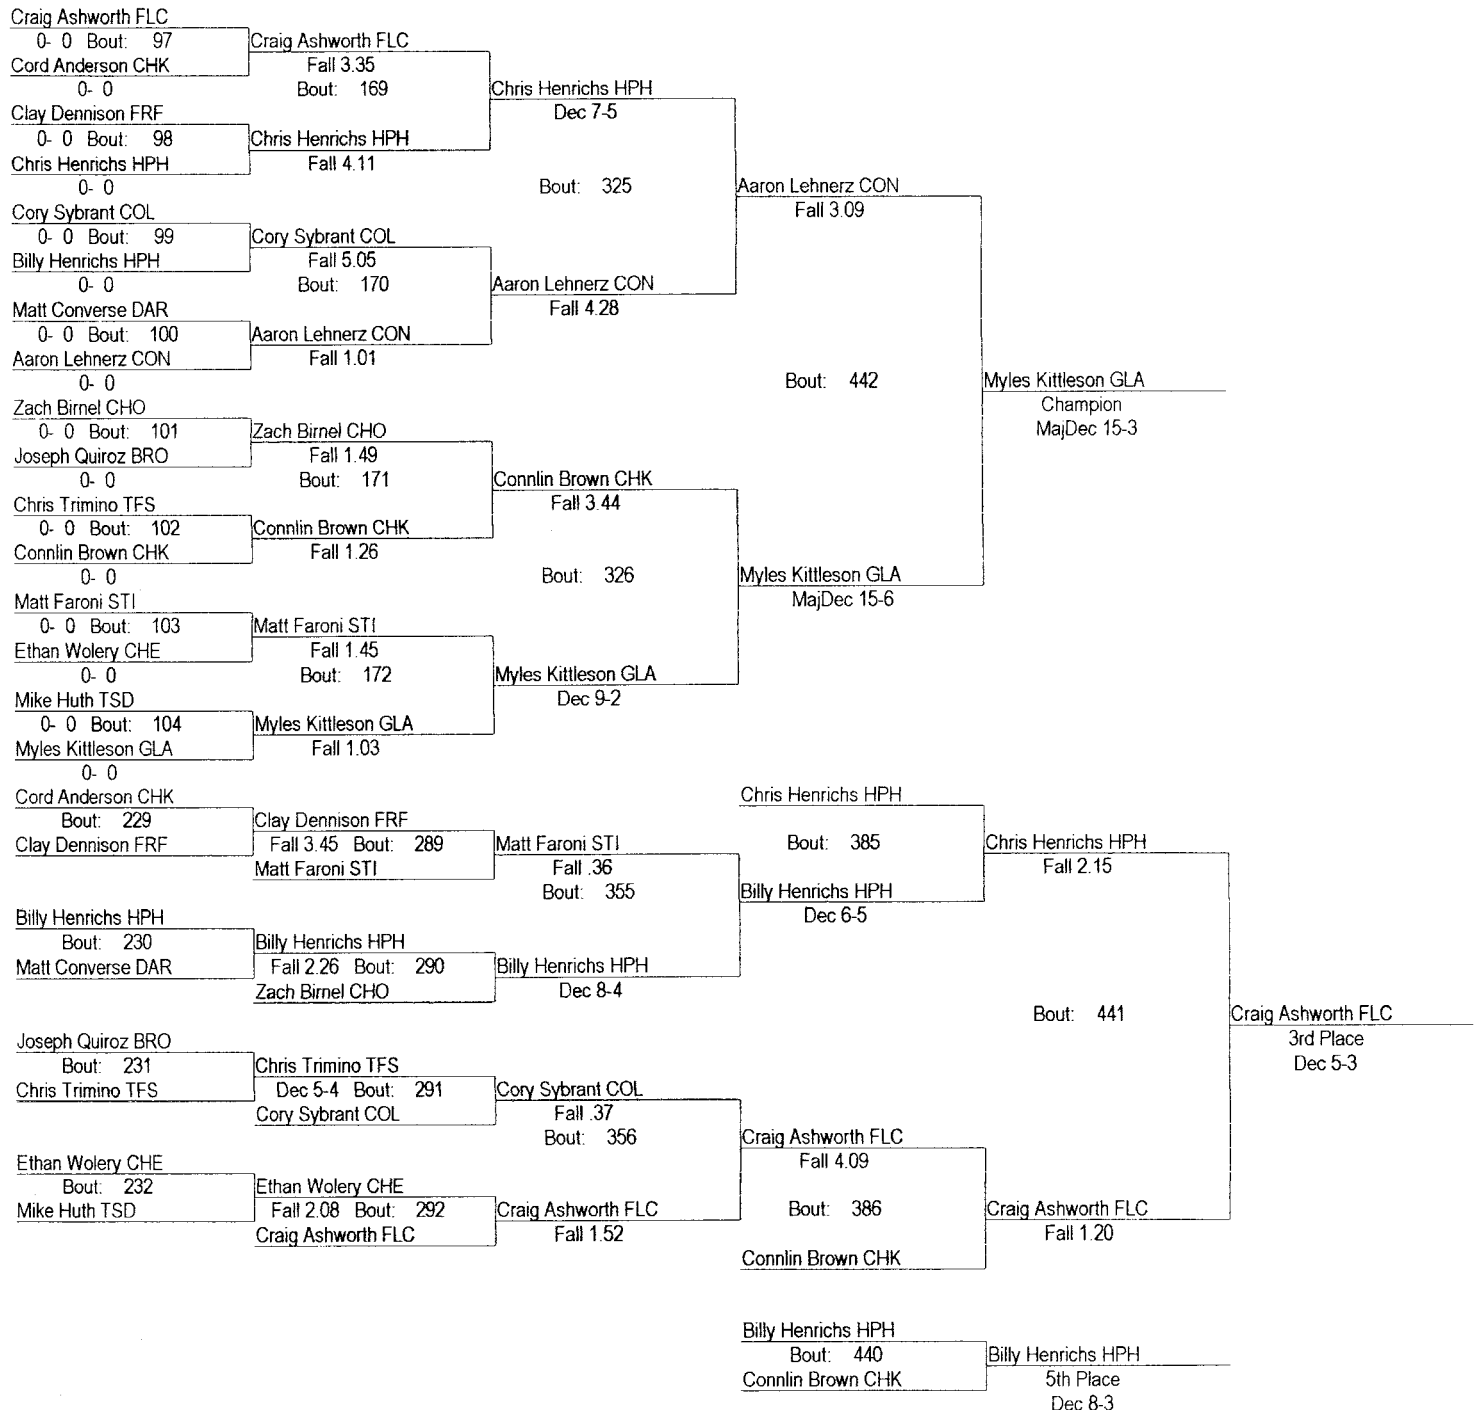 Craig Ashworth FLC
0- 0 Bout: 97
Craig Ashworth FLC
Cord Anderson CHK
Fall 3.35
0- 0
Bout: 169
Chris Henrichs HPH
Clay Dennison FRF
Dec 7-5
0- 0 Bout: 98
Chris Henrichs HPH
Chris Henrichs HPH
Fall 4.11
0- 0
Bout: 325
Aaron Lehnerz CON
Cory Sybrant COL
Fall 3.09
0- 0 Bout: 99
Cory Sybrant COL
Billy Henrichs HPH
Fall 5.05
0- 0
Bout: 170
Aaron Lehnerz CON
Matt Converse DAR
Fall 4.28
0- 0 Bout: 100
Aaron Lehnerz CON
Aaron Lehnerz CON
Fall 1.01
0- 0
Bout: 442
Myles Kittleson GLA
Zach Birnel CHO
Champion
0- 0 Bout: 101
Zach Birnel CHO
MajDec 15-3
Joseph Quiroz BRO
Fall 1.49
0- 0
Bout: 171
Connlin Brown CHK
Chris Trimino TFS
Fall 3.44
0- 0 Bout: 102
Connlin Brown CHK
Connlin Brown CHK
Fall 1.26
0- 0
Bout: 326
Myles Kittleson GLA
Matt Faroni STI
MajDec 15-6
0- 0 Bout: 103
Matt Faroni STI
Ethan Wolery CHE
Fall 1.45
0- 0
Bout: 172
Myles Kittleson GLA
Mike Huth TSD
Dec 9-2
0- 0 Bout: 104
Myles Kittleson GLA
Myles Kittleson GLA
Fall 1.03
0- 0
Cord Anderson CHK
Chris Henrichs HPH
Bout: 229
Clay Dennison FRF
Clay Dennison FRF
Fall 3.45 Bout: 289
Matt Faroni STI
Bout: 385
Chris Henrichs HPH
Matt Faroni STI
Fall .36
Fall 2.15
Bout: 355
Billy Henrichs HPH
Billy Henrichs HPH
Dec 6-5
Bout: 230
Billy Henrichs HPH
Matt Converse DAR
Fall 2.26 Bout: 290
Billy Henrichs HPH
Zach Birnel CHO
Dec 8-4
Bout: 441
Craig Ashworth FLC
Joseph Quiroz BRO
3rd Place
Bout: 231
Chris Trimino TFS
Dec 5-3
Chris Trimino TFS
Dec 5-4 Bout: 291
Cory Sybrant COL
Cory Sybrant COL
Fall .37
Bout: 356
Craig Ashworth FLC
Ethan Wolery CHE
Fall 4.09
Bout: 232
Ethan Wolery CHE
Mike Huth TSD
Fall 2.08 Bout: 292
Craig Ashworth FLC
Bout: 386
Craig Ashworth FLC
Craig Ashworth FLC
Fall 1.52
Fall 1.20
Connlin Brown CHK
Billy Henrichs HPH
Bout: 440
Billy Henrichs HPH
Connlin Brown CHK
5th Place
Dec 8-3